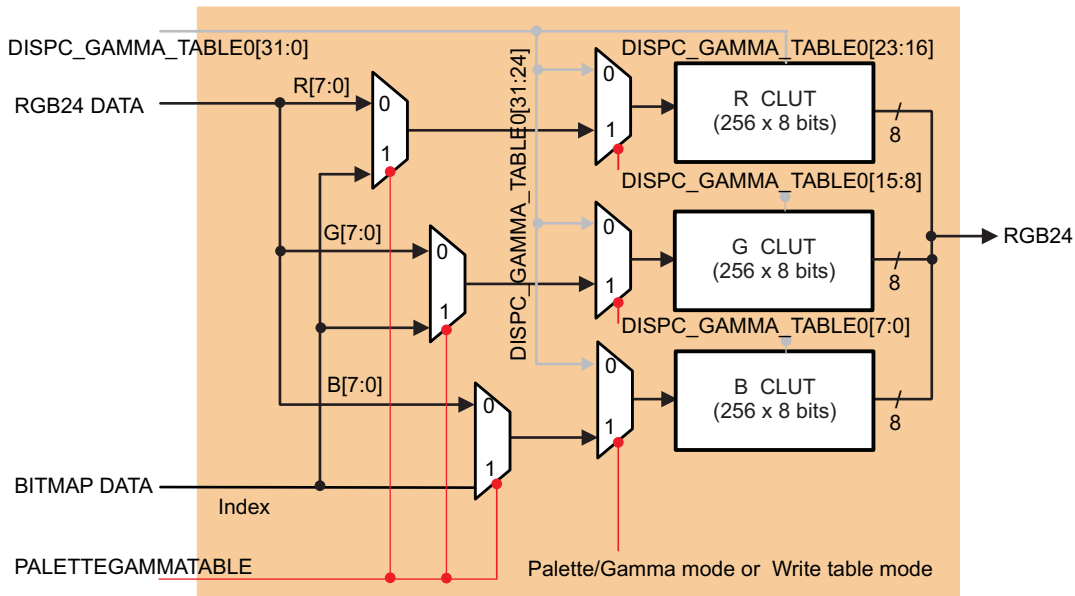 DISPC_GAMMA_TABLE0[31:0]
DISPC_GAMMA_TABLE0[23:16]
R[7:0]
RGB24 DATA
0
1
0
1
R CLUT
(256 x 8 bits)
8
DISPC_GAMMA_TABLE0[31:24]
DISPC_GAMMA_TABLE0[15:8]
G[7:0]
0
1
0
1
G CLUT
(256 x 8 bits)
8
RGB24
DISPC_GAMMA_TABLE0[7:0]
B[7:0]
0
1
0
1
B CLUT
(256 x 8 bits)
8
BITMAP DATA
Index
PALETTEGAMMATABLE
Palette/Gamma mode or Write table mode